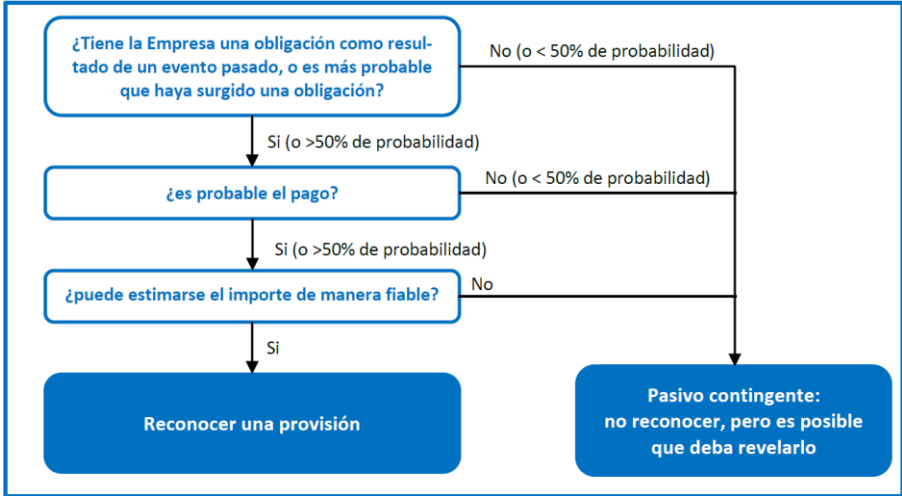 ¿Tiene la Empresa una obligación como resul-
tado de un evento pasado, o es más probable
que haya surgido una obligación?
No (o < 50% de probabilidad)
Si (o >50% de probabilidad)
¿es probable el pago?
No (o < 50% de probabilidad)
Si (o >50% de probabilidad)
¿puede estimarse el importe de manera fiable?
No
Si
Reconocer una provisión
Pasivo contingente:
no reconocer, pero es posible
que deba revelarlo